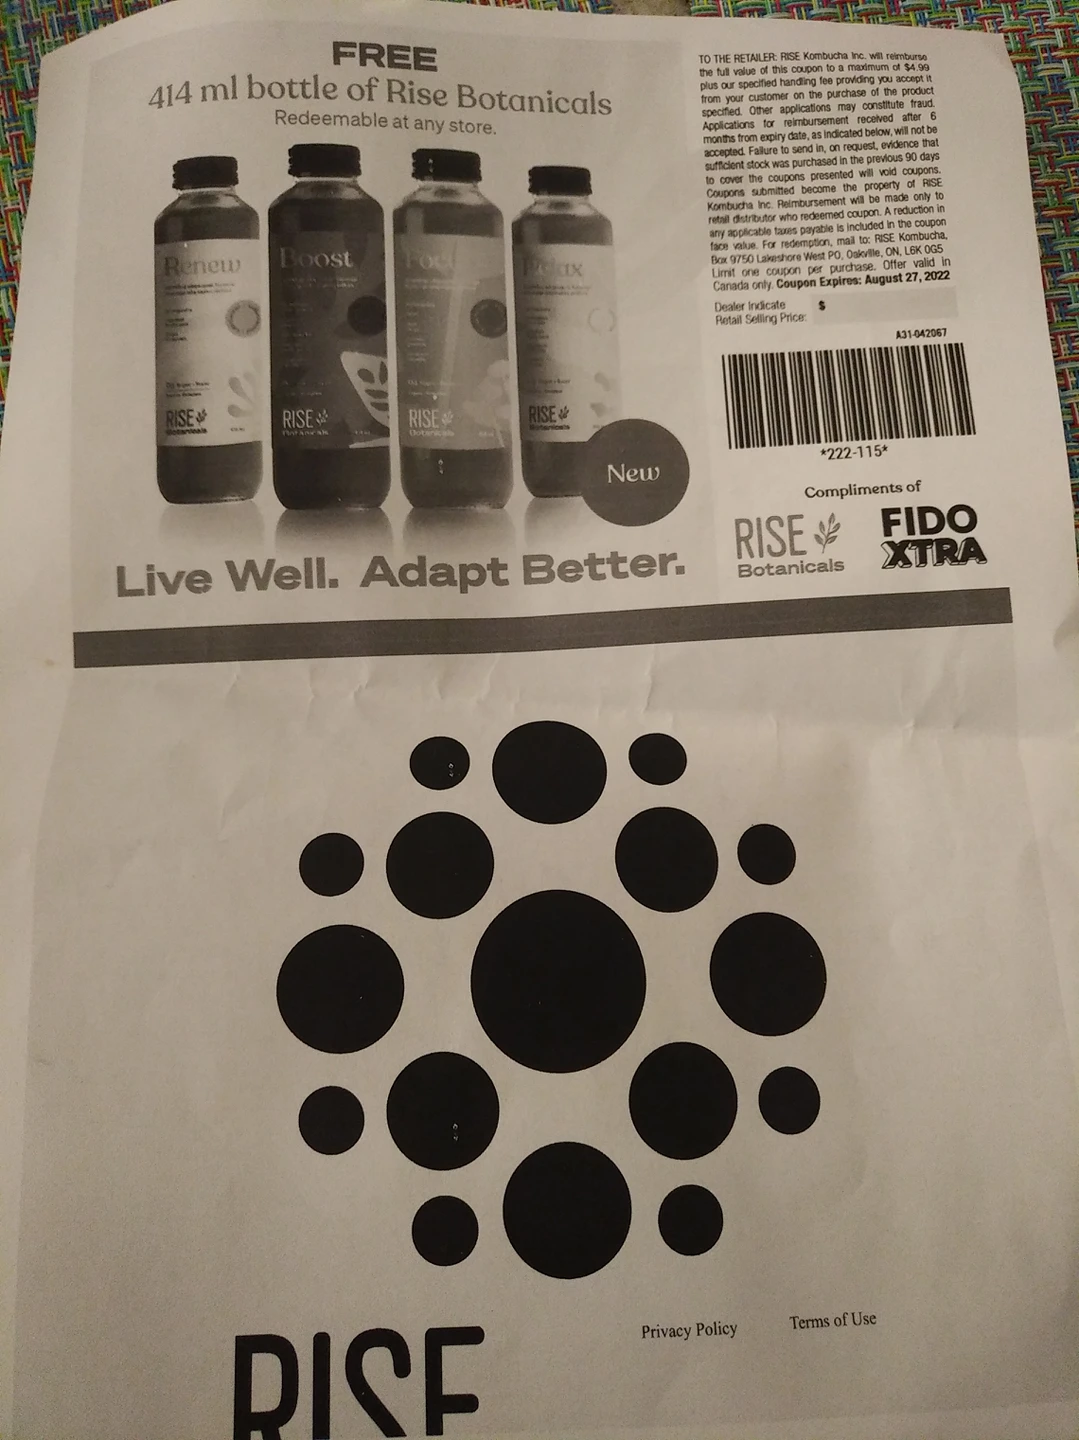 FREE
414 ml bottle of Rise Botanicals
Redeemable at any store.
Renew
Boost
Relax
RISE
Botanicals
RISE
Botanicals
RISE
Botanicals
RISE
Botanicals
New
Live Well. Adapt Better.
TO THE RETAILER: RISE Kombucha Inc. will reimburse
the full value of this coupon to a maximum of $4.99
plus our specified handling fee providing you accept it
from your customer on the purchase of the product
specified. Other applications may constitute fraud.
Applications for reimbursement received after 6
months from expiry date, as indicated below, will not be
accepted. Failure to send in, on request, evidence that
sufficient stock was purchased in the previous 90 days
to cover the coupons presented will void coupons.
Coupons submitted become the property of RISE
Kombucha Inc. Reimbursement will be made only to
retail distributor who redeemed coupon. A reduction in
any applicable taxes payable is included in the coupon
face value. For redemption, mail to: RISE Kombucha,
Box 9750 Lakeshore West PO, Oakville, ON, L6K 0G5
Limit one coupon per purchase. Offer valid in
Canada only. Coupon Expires: August 27, 2022
Dealer Indicate
Retail Selling Price: $
A31-042067
*222-115*
Compliments of
RISE
Botanicals
FIDO
XTRA
Privacy Policy Terms of Use
RISE